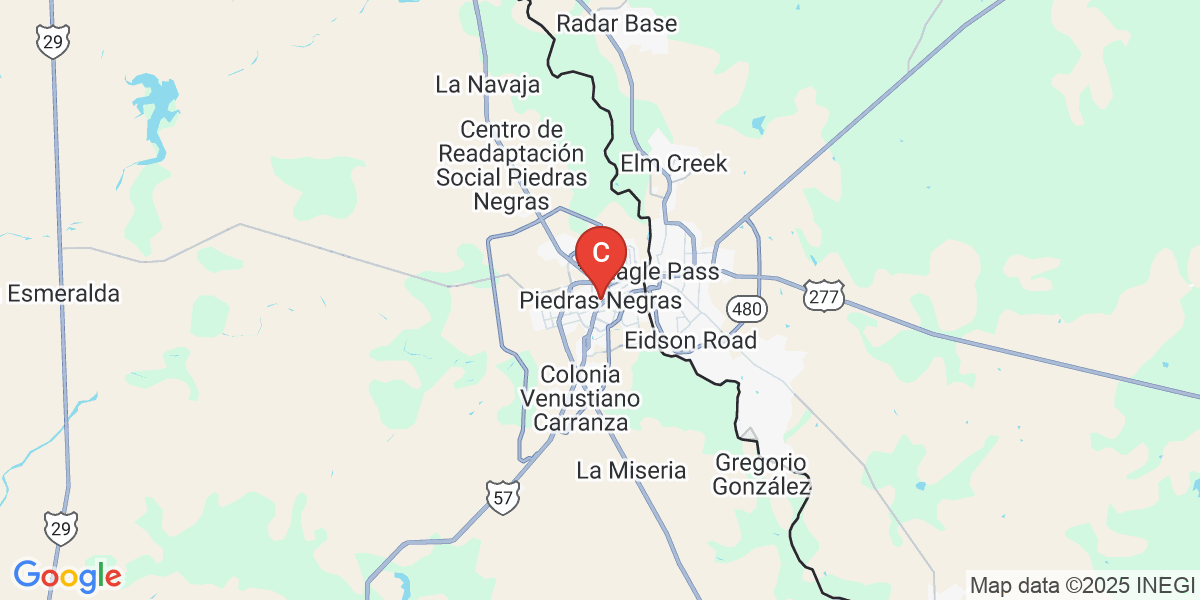 Radar Base
29
La Navaja
Centro de
Readaptación
Social Piedras
Negras
Elm Creek
C
agle Pass
Esmeralda
Piedras Negras
277
480
Eidson Road
Colonia
Venustiano
Carranza
La Miseria
Gregorio
González
57
29
Google
Map data ©2025 INEGI